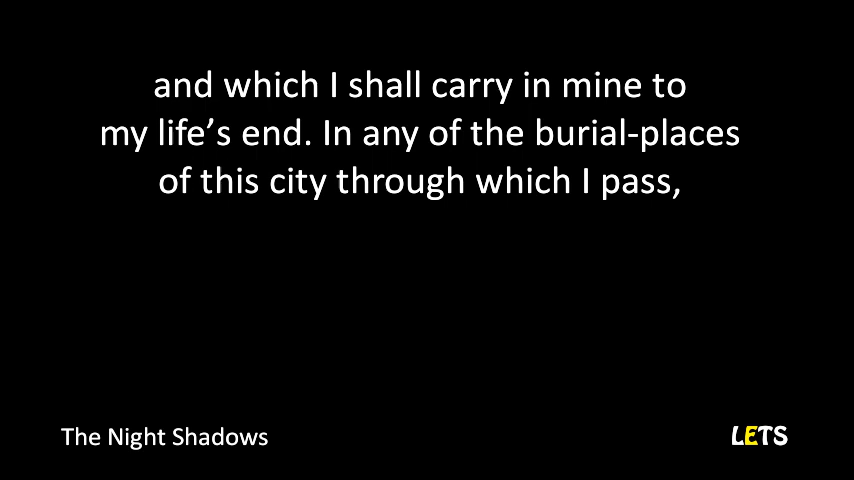 and which I shall carry in mine to
my life’s end. In any of the burial-places
of this city through which I pass,
The Night Shadows
LETS